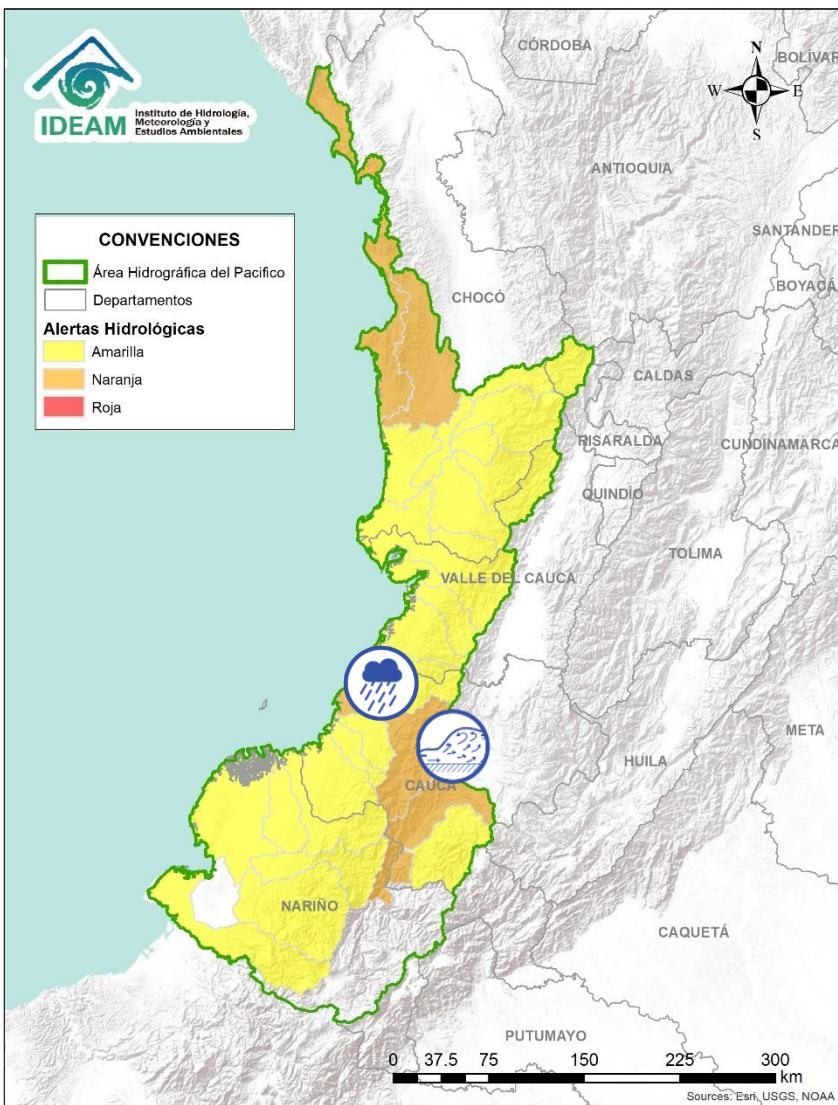 IDEAM
Instituto de Hidrología,
Meteorología y
Estudios Ambientales
CÓRDOBA
BOLÍVAR
N
W
E
S
ANTIOQUIA
SANTANDER
BOYACÁ
CONVENCIONES
Área Hidrográfica del Pacifico
Departamentos
Alertas Hidrológicas
Amarilla
Naranja
Roja
CHOCÓ
CALDAS
RISARALDA
CUNDINAMARCA
QUINDÍO
TOLIMA
VALLE DEL CAUCA
META
HUILA
CAUCA
NARIÑO
CAQUETÁ
PUTUMAYO
0 37.5 75 150 225 300
km
Sources: Esri, USGS, NOAA